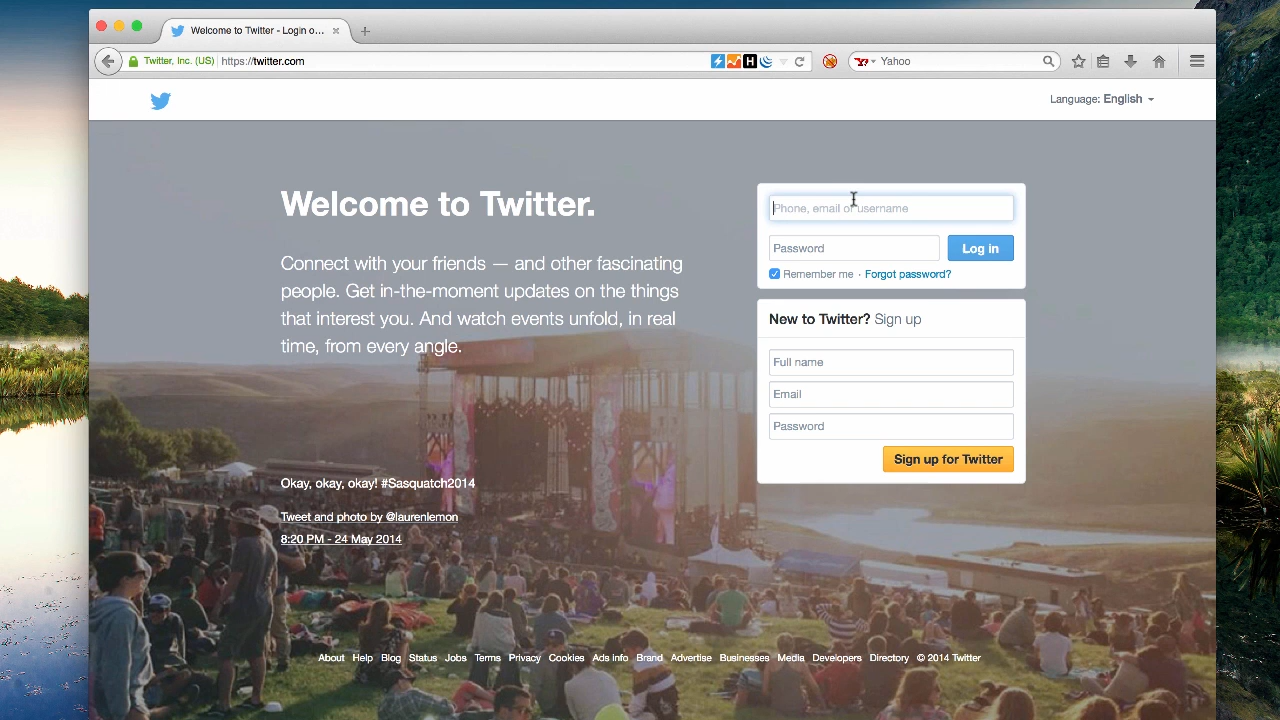 Welcome to Twitter - Login o...
Twitter, Inc. (US)
https://twitter.com
H
Yahoo
Language: English
Welcome to Twitter.
Connect with your friends — and other fascinating
people. Get in-the-moment updates on the things
that interest you. And watch events unfold, in real
time, from every angle.
Okay, okay, okay! #Sasquatch2014
Tweet and photo by @laurenlemon
8:20 PM - 24 May 2014
Phone, email or username
Password
Log in
Remember me · Forgot password?
New to Twitter? Sign up
Full name
Email
Password
Sign up for Twitter
About Help Blog Status Jobs Terms Privacy Cookies Ads info Brand Advertise Businesses Media Developers Directory © 2014 Twitter